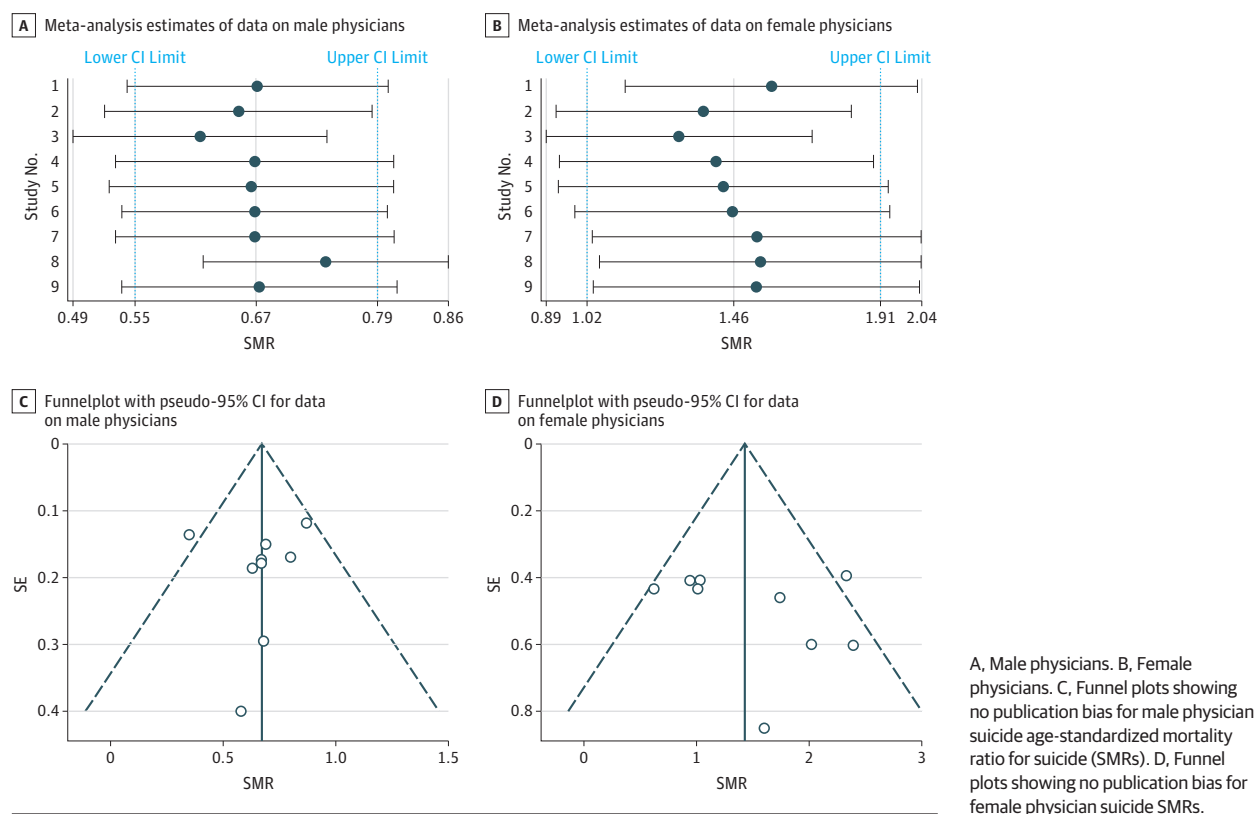 A Meta-analysis estimates of data on male physicians
Lower CI Limit
Upper CI Limit
Study No.
1
2
3
4
5
6
7
8
9
0.49 0.55 0.67 0.79 0.86
SMR
B Meta-analysis estimates of data on female physicians
Lower CI Limit
Upper CI Limit
Study No.
1
2
3
4
5
6
7
8
9
0.89 1.02 1.46 1.91 2.04
SMR
C Funnelplot with pseudo-95% CI for data
on male physicians
SE
0
0.1
0.2
0.3
0.4
0 0.5 1.0 1.5
SMR
D Funnelplot with pseudo-95% CI for data
on female physicians
SE
0
0.2
0.4
0.6
0.8
0 1 2 3
SMR
A, Male physicians. B, Female
physicians. C, Funnel plots showing
no publication bias for male physician
suicide age-standardized mortality
ratio for suicide (SMRs). D, Funnel
plots showing no publication bias for
female physician suicide SMRs.